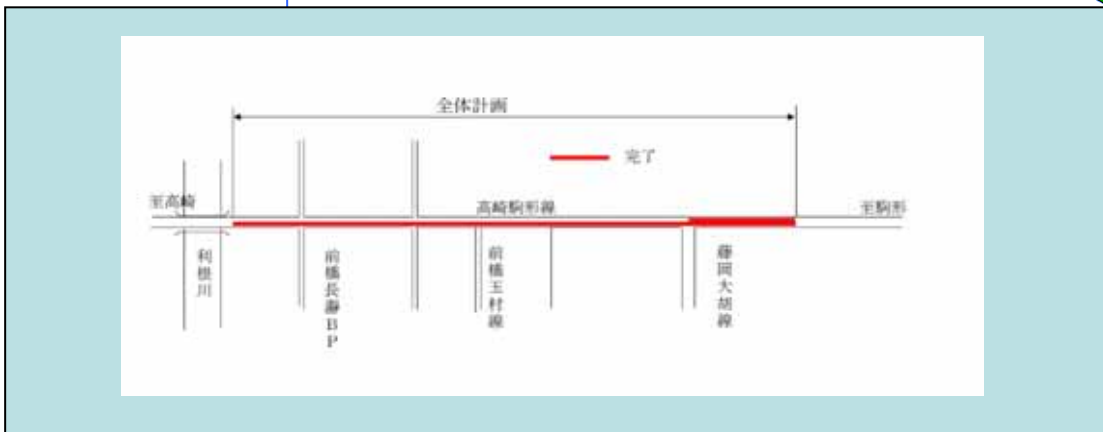 全体計画
完了
至高崎
高崎駒形線
至駒形
利根川
前橋長瀞BP
前橋玉村線
藤岡大胡線